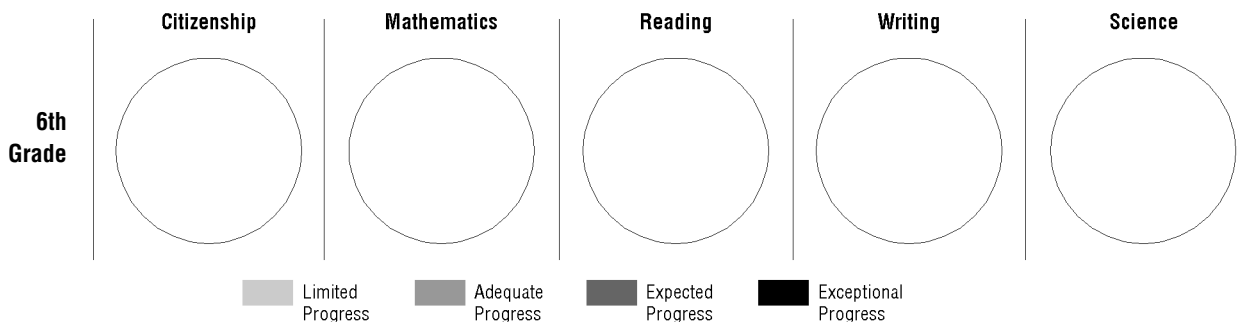 Citizenship Mathematics Reading Writing Science
6th
Grade
Limited Progress
Adequate Progress
Expected Progress
Exceptional Progress